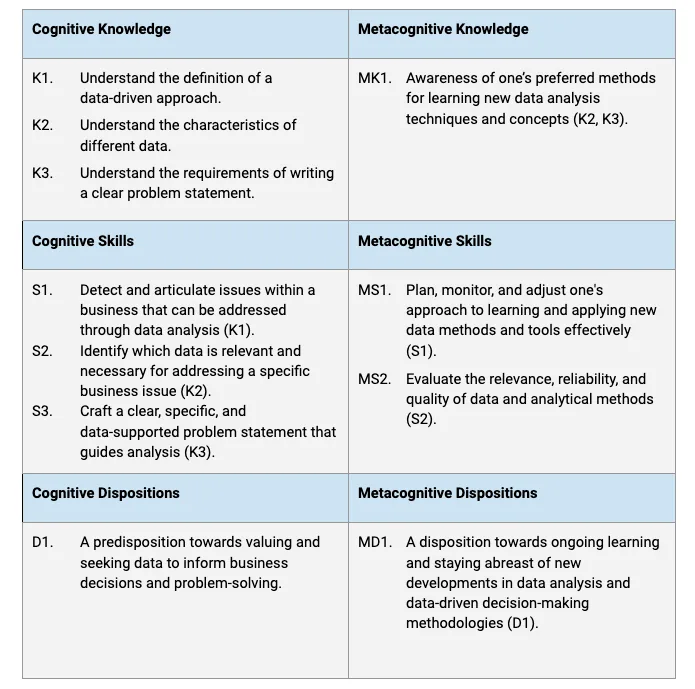 Cognitive Knowledge
Metacognitive Knowledge
K1. Understand the definition of a
data-driven approach.
K2. Understand the characteristics of
different data.
K3. Understand the requirements of writing
a clear problem statement.
MK1. Awareness of one’s preferred methods
for learning new data analysis
techniques and concepts (K2, K3).
Cognitive Skills
Metacognitive Skills
S1. Detect and articulate issues within a
business that can be addressed
through data analysis (K1).
S2. Identify which data is relevant and
necessary for addressing a specific
business issue (K2).
S3. Craft a clear, specific, and
data-supported problem statement that
guides analysis (K3).
MS1. Plan, monitor, and adjust one's
approach to learning and applying new
data methods and tools effectively
(S1).
MS2. Evaluate the relevance, reliability, and
quality of data and analytical methods
(S2).
Cognitive Dispositions
Metacognitive Dispositions
D1. A predisposition towards valuing and
seeking data to inform business
decisions and problem-solving.
MD1. A disposition towards ongoing learning
and staying abreast of new
developments in data analysis and
data-driven decision-making
methodologies (D1).